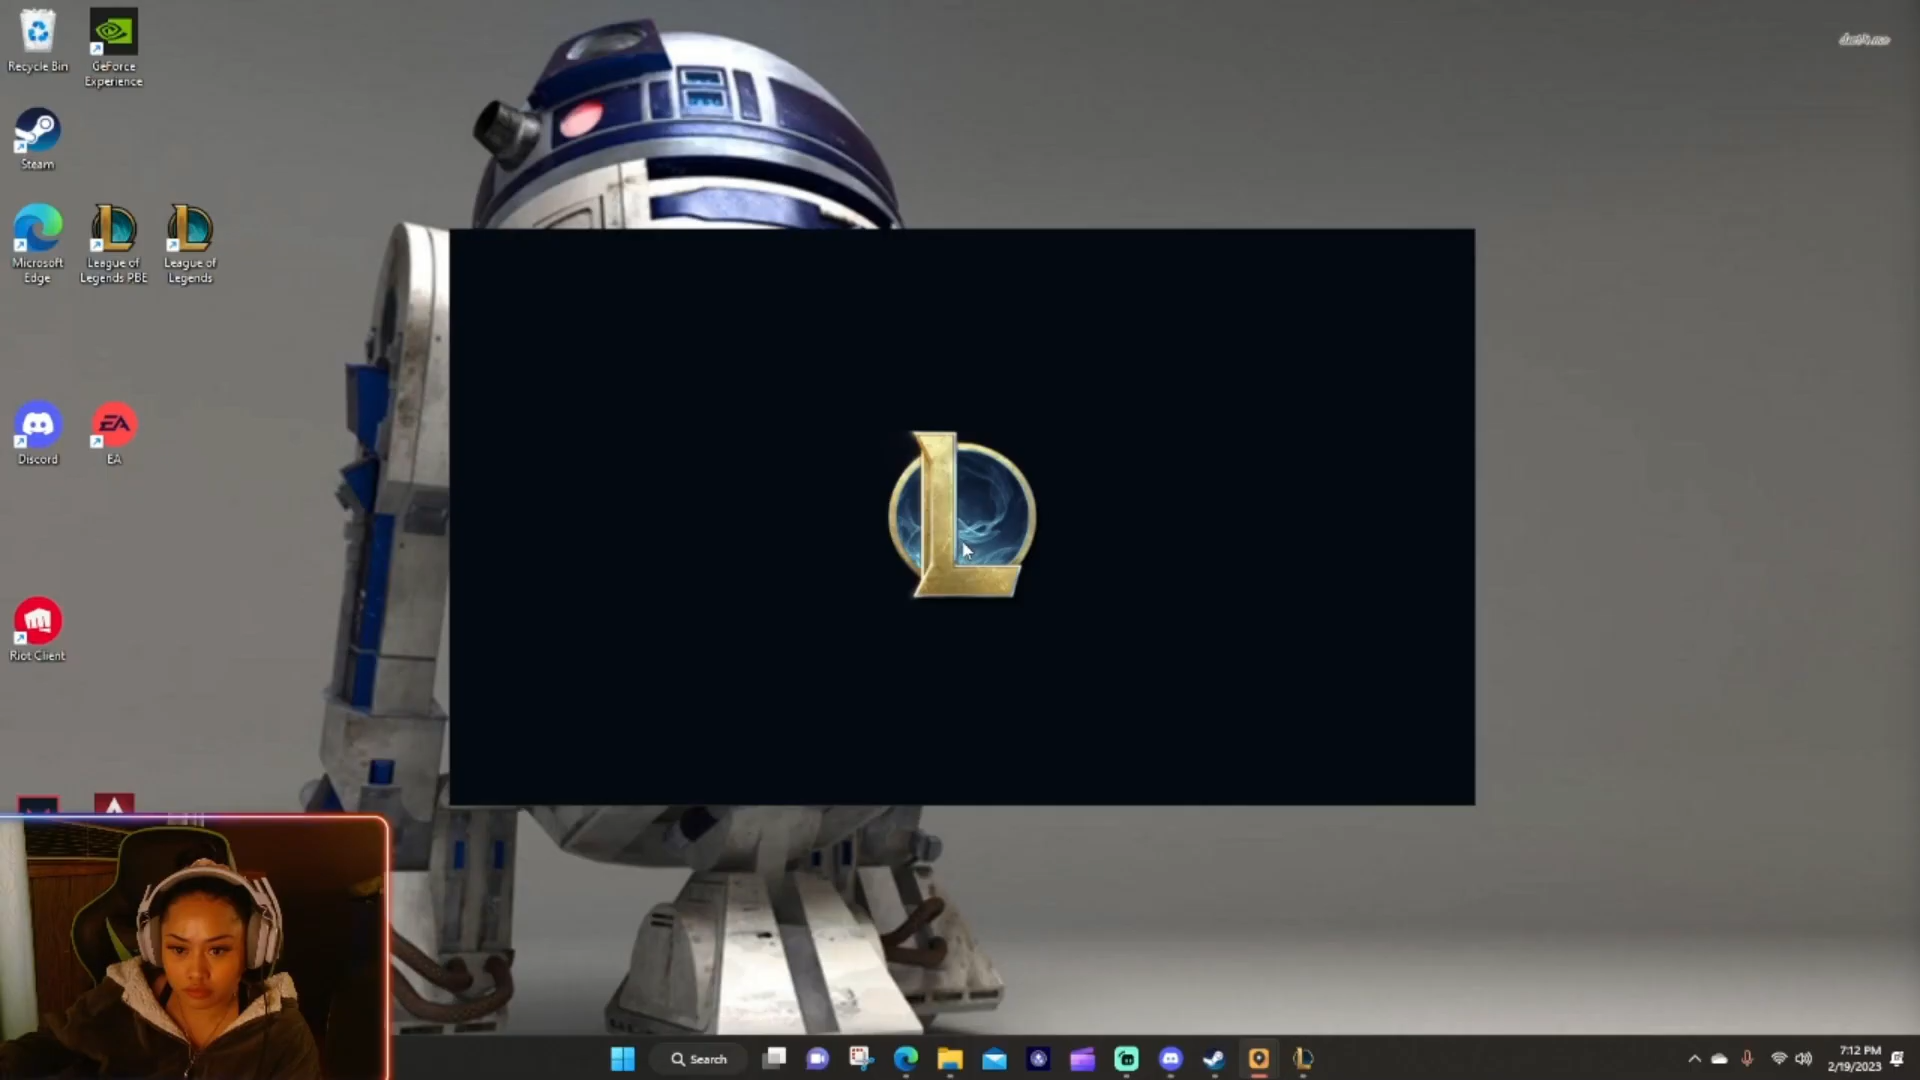 Recycle Bin
GeForce
Experience
Steam
Microsoft
Edge
League of
Legends PBE
League of
Legends
Discord
EA
EA
Riot Client
L
Search
7:12 PM
2/19/2023